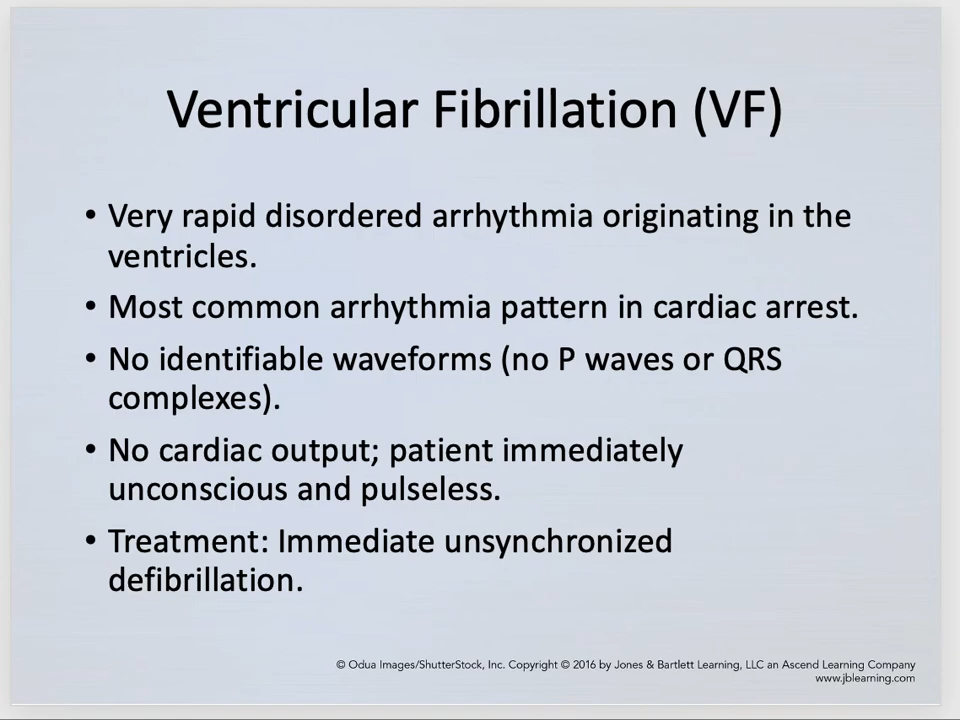 Ventricular Fibrillation (VF)
• Very rapid disordered arrhythmia originating in the
ventricles.
• Most common arrhythmia pattern in cardiac arrest.
• No identifiable waveforms (no P waves or QRS
complexes).
• No cardiac output; patient immediately
unconscious and pulseless.
• Treatment: Immediate unsynchronized
defibrillation.
© Odua Images/ShutterStock, Inc. Copyright © 2016 by Jones & Bartlett Learning, LLC an Ascend Learning Company
www.jblearning.com